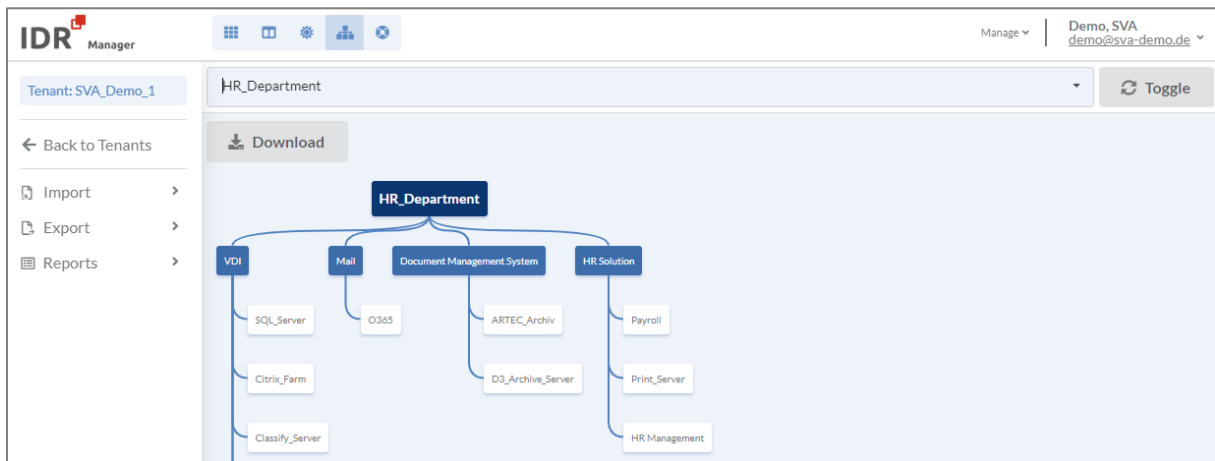 IDR Manager
Manage
Demo, SVA
demo@sva-demo.de
Tenant: SVA_Demo_1
HR_Department
Toggle
Back to Tenants
Download
Import
Export
Reports
HR_Department
VDI
Mail
Document Management System
HR Solution
SQL_Server
O365
ARTEC_Archiv
Payroll
Citrix_Farm
D3_Archive_Server
Print_Server
Classify_Server
HR Management